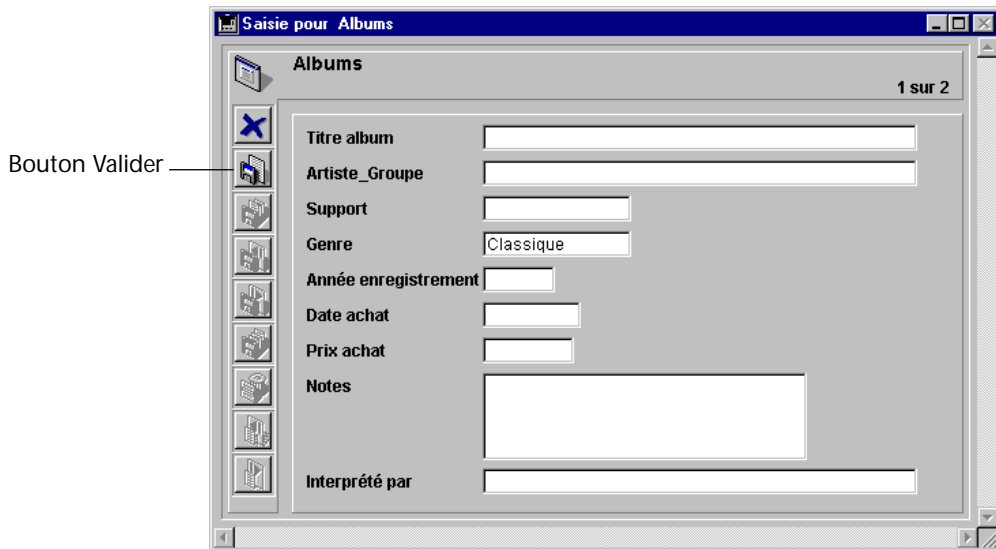 Saisie pour Albums
Albums
1 sur 2
Bouton Valider
Titre album
Artiste_Groupe
Support
Genre Classique
Année enregistrement
Date achat
Prix achat
Notes
Interprété par